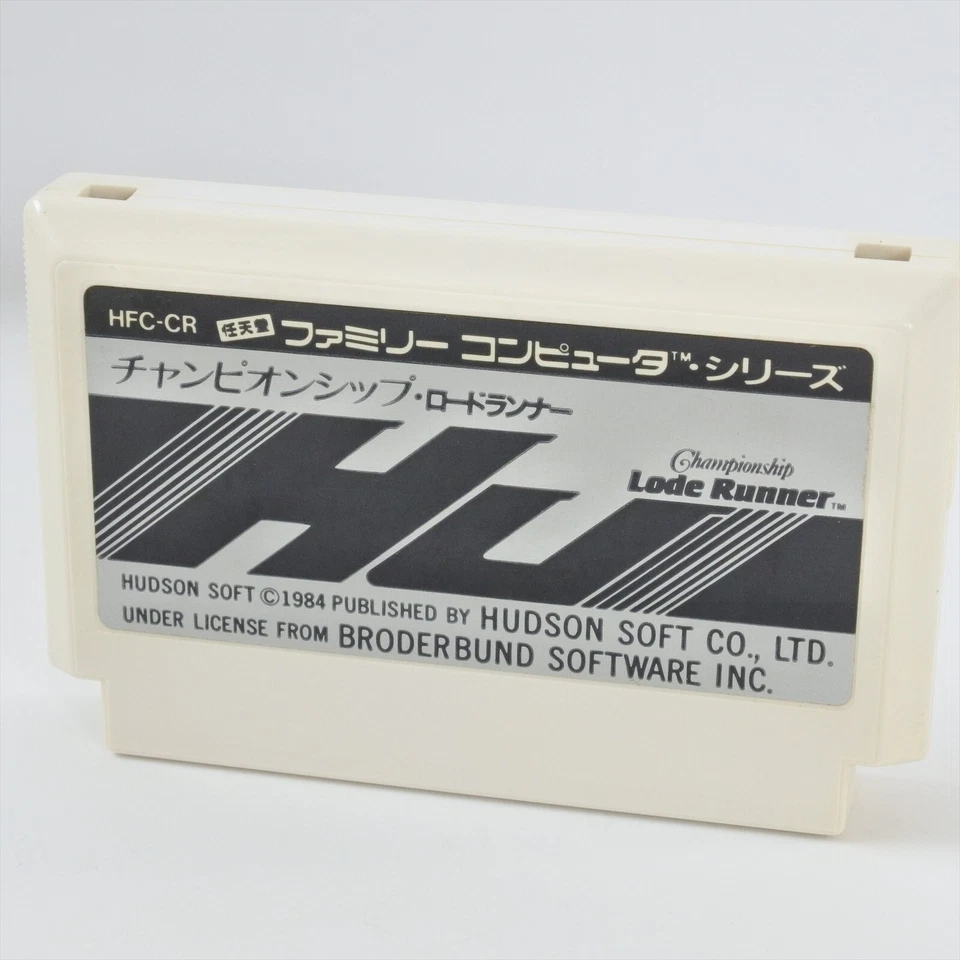 HFC-CR 任天堂 ファミリー コンピュータ™・シリーズ
チャンピオンシップ・ロードランナー
Championship
Lode Runner™
HU
HUDSON SOFT ©1984 PUBLISHED BY HUDSON SOFT CO., LTD.
UNDER LICENSE FROM BRODERBUND SOFTWARE INC.